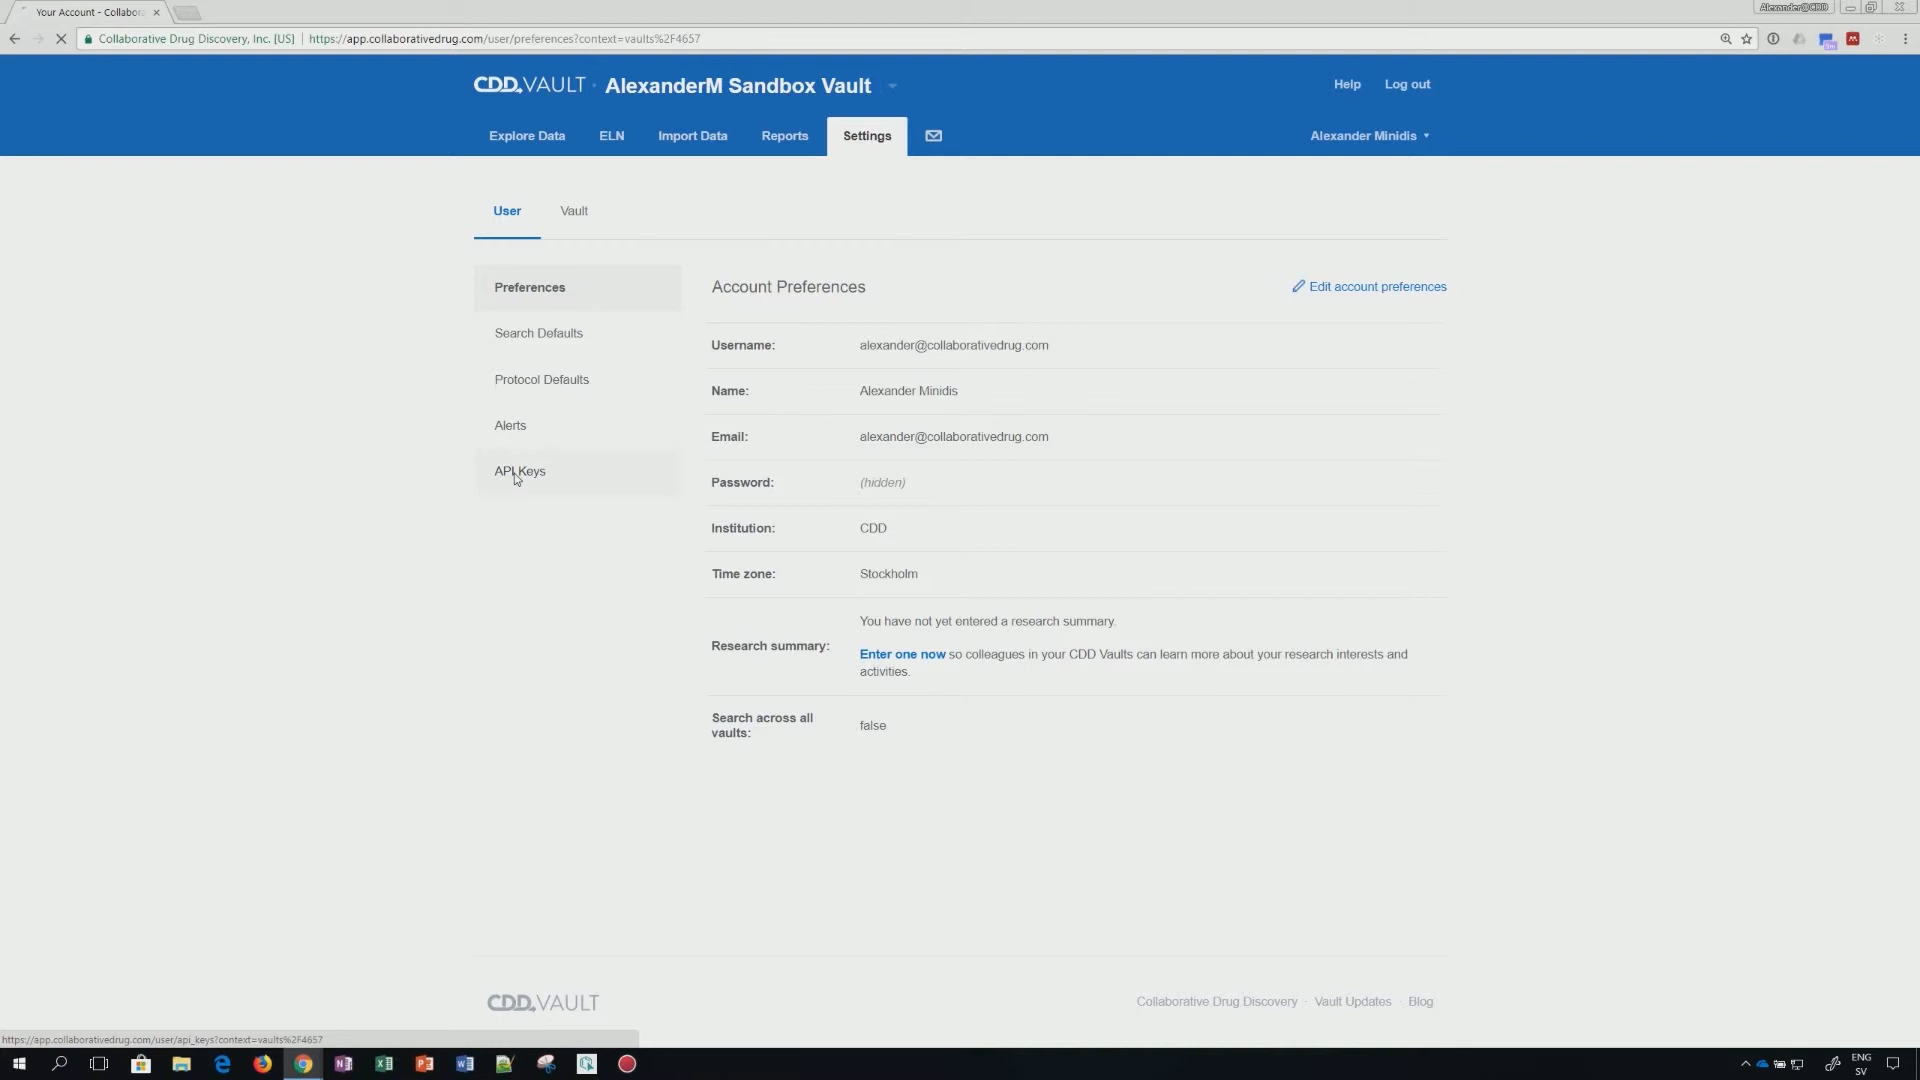 Your Account - Collabor
Alexander@CDD
Collaborative Drug Discovery, Inc. [US] | https://app.collaborativedrug.com/user/preferences?context=vaults%2F4657
CDD VAULT · AlexanderM Sandbox Vault
Help
Log out
Explore Data
ELN
Import Data
Reports
Settings
Alexander Minidis
User
Vault
Preferences
Account Preferences
Edit account preferences
Search Defaults
Protocol Defaults
Alerts
API Keys
Username: alexander@collaborativedrug.com
Name: Alexander Minidis
Email: alexander@collaborativedrug.com
Password: (hidden)
Institution: CDD
Time zone: Stockholm
Research summary:
You have not yet entered a research summary.
Enter one now so colleagues in your CDD Vaults can learn more about your research interests and
activities.
Search across all
vaults:
false
CDD VAULT
Collaborative Drug Discovery · Vault Updates · Blog
https://app.collaborativedrug.com/user/api_keys?context=vaults%2F4657
ENG
SV